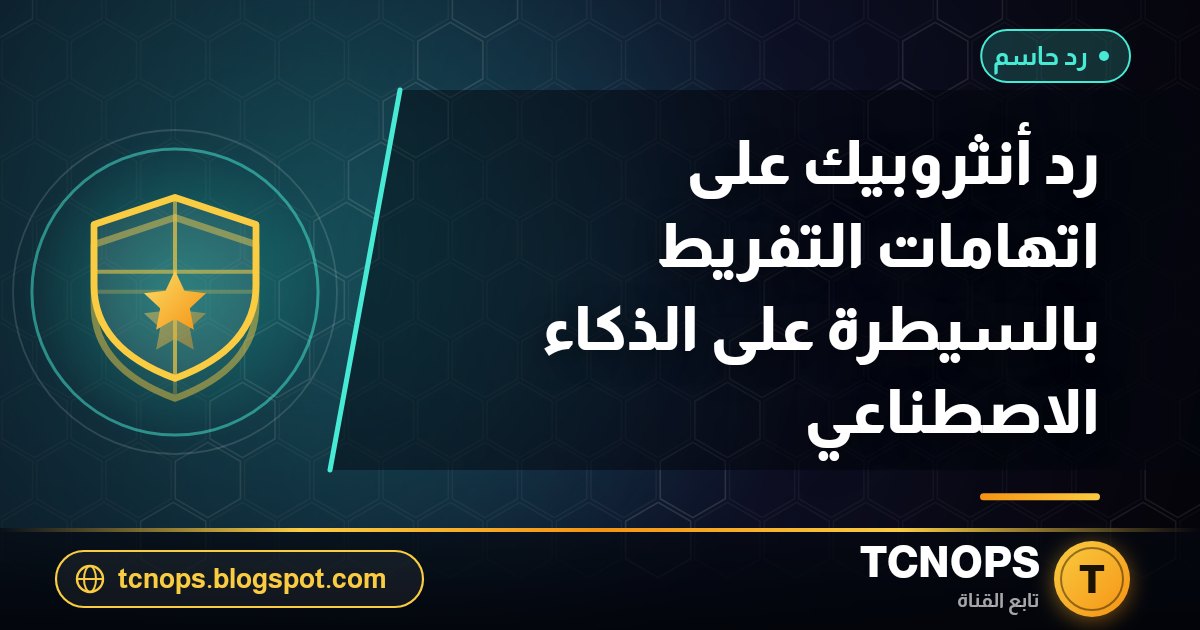 رد حاسم
رد أنثروبيك على
اتهامات التفريط
بالسيطرة على الذكاء
الاصطناعي
TCNOPS
تابع القناة
T
tcnops.blogspot.com